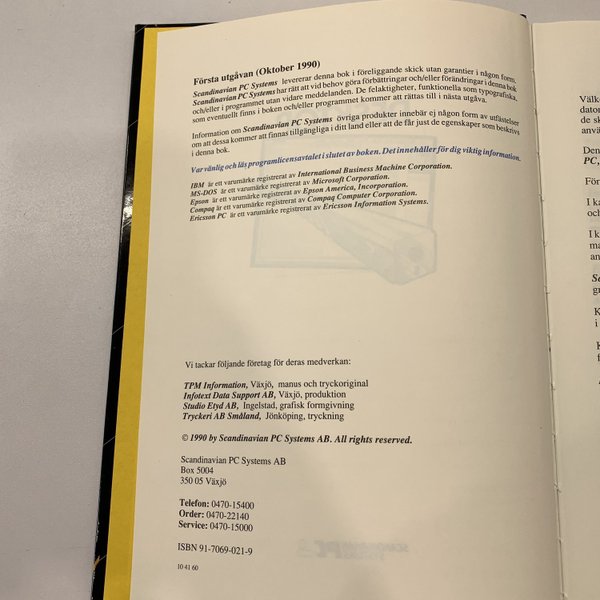 Första utgåvan (Oktober 1990)
Scandinavian PC Systems levererar denna bok i föreliggande skick utan garantier i någon form.
Scandinavian PC Systems har rätt att vid behov göra förbättringar och/eller förändringar i denna bok
och/eller i programmet utan vidare meddelanden. De felaktigheter, funktionella som typografiska,
som eventuellt finns i boken och/eller programmet kommer att rättas till i nästa utgåva.
Information om Scandinavian PC Systems övriga produkter innebär ej någon form av utfästelser
om att dessa kommer att finnas tillgängliga i ditt land eller att de får just de egenskaper som beskrivs
i denna bok.
Var vänlig och läs programlicensavtalet i slutet av boken. Det innehåller för dig viktig information.
IBM är ett varumärke registrerat av International Business Machine Corporation.
MS-DOS är ett varumärke registrerat av Microsoft Corporation.
Epson är ett varumärke registrerat av Epson America, Incorporation.
Compaq är ett varumärke registrerat av Compaq Computer Corporation.
Ericsson PC är ett varumärke registrerat av Ericsson Information Systems.
Vi tackar följande företag för deras medverkan:
TPM Information, Växjö, manus och tryckoriginal
Infotext Data Support AB, Växjö, produktion
Studio Etyd AB, Ingelstad, grafisk formgivning
Tryckeri AB Småland, Jönköping, tryckning
© 1990 by Scandinavian PC Systems AB. All rights reserved.
Scandinavian PC Systems AB
Box 5004
350 05 Växjö
Telefon: 0470-15400
Order: 0470-22140
Service: 0470-15000
ISBN 91-7069-021-9
10 41 60